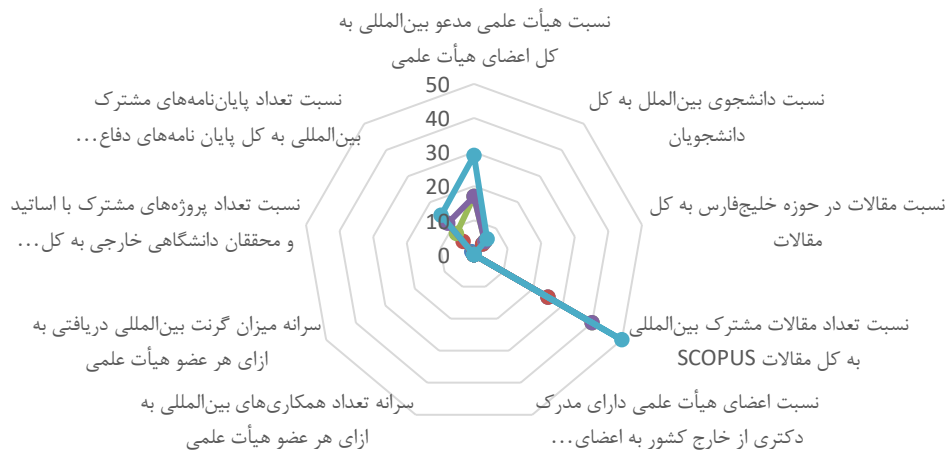 نسبت هیأت علمی مدعو بین‌المللی به
کل اعضای هیأت علمی
نسبت دانشجوی بین‌الملل به کل
دانشجویان
نسبت مقالات در حوزه خلیج‌فارس به کل
مقالات
نسبت تعداد مقالات مشترک بین‌المللی
به کل مقالات SCOPUS
نسبت اعضای هیأت علمی دارای مدرک
دکتری از خارج کشور به اعضای...
سرانه تعداد همکاری‌های بین‌المللی به
ازای هر عضو هیأت علمی
سرانه میزان گرنت بین‌المللی دریافتی به
ازای هر عضو هیأت علمی
نسبت تعداد پروژه‌های مشترک با اساتید
و محققان دانشگاهی خارجی به کل...
نسبت تعداد پایان‌نامه‌های مشترک
بین‌المللی به کل پایان نامه‌های دفاع...
50
40
30
20
10
0